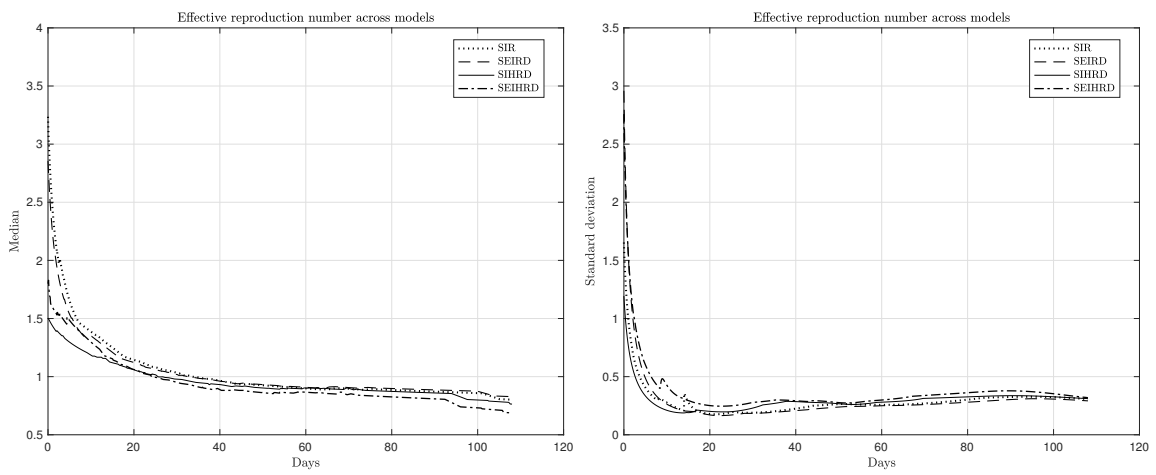 Effective reproduction number across models
4
3.5
3
2.5
2
1.5
1
0.5
0
20
40
60
80
100
120
Median
Days
SIR
SEIRD
SIHRD
SEIHRD
Effective reproduction number across models
3.5
3
2.5
2
1.5
1
0.5
0
0
20
40
60
80
100
120
Standard deviation
Days
SIR
SEIRD
SIHRD
SEIHRD